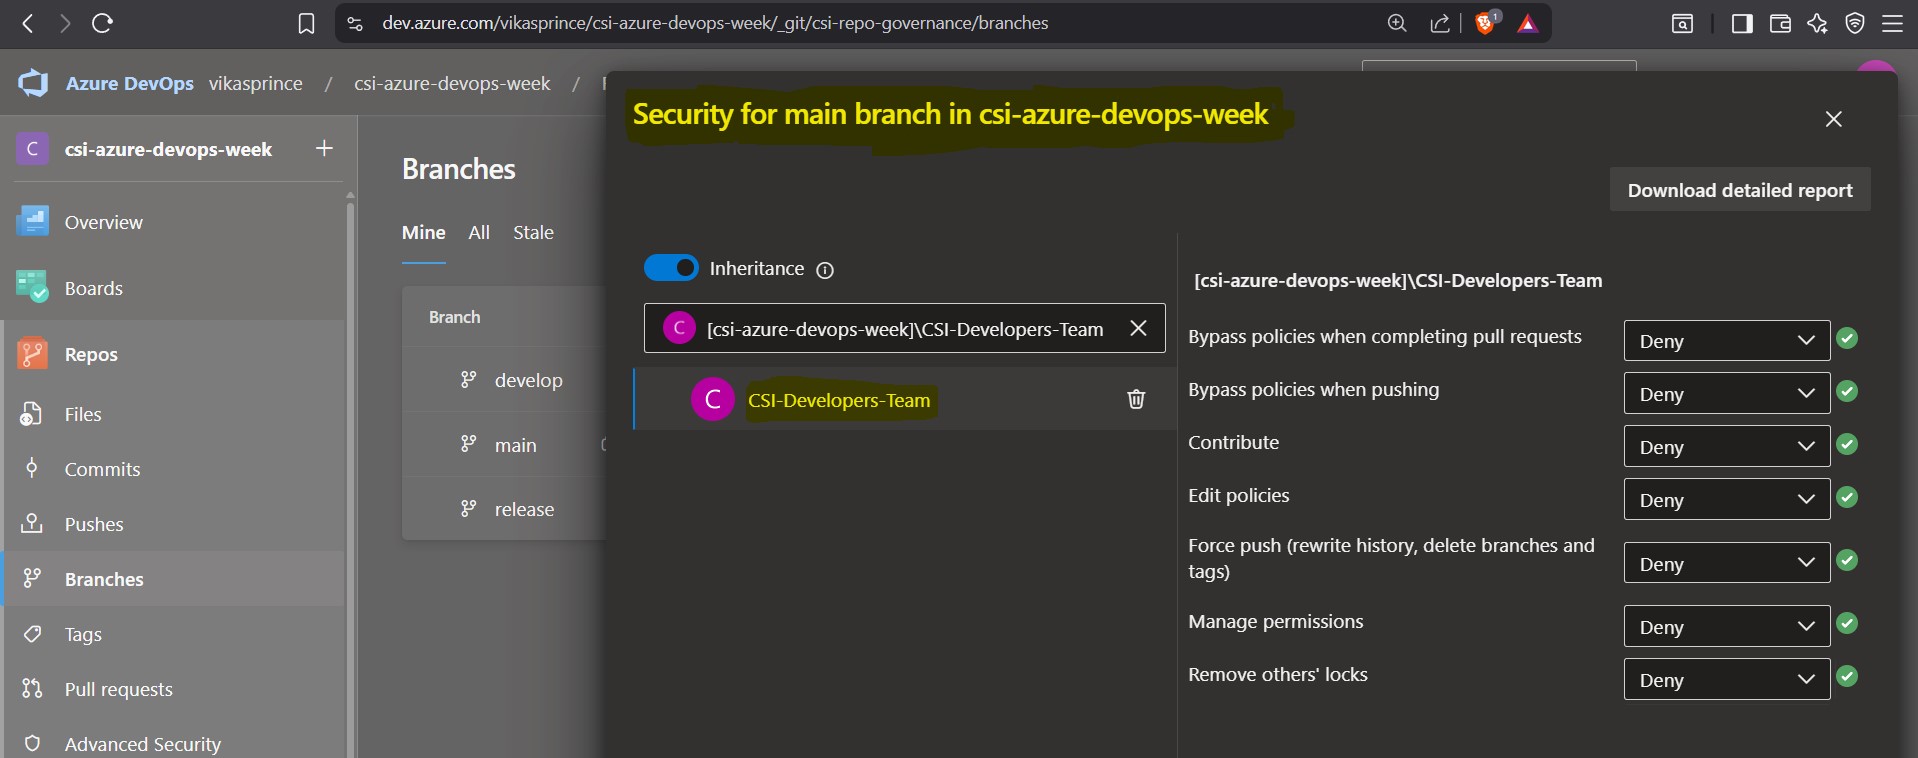 dev.azure.com/vikasprince/csi-azure-devops-week/_git/csi-repo-governance/branches
1
Azure DevOps vikasprince / csi-azure-devops-week /
C csi-azure-devops-week +
Overview
Boards
Repos
Files
Commits
Pushes
Branches
Tags
Pull requests
Advanced Security
Branches
Mine All Stale
Branch
develop
main
release
Security for main branch in csi-azure-devops-week
Download detailed report
Inheritance
C [csi-azure-devops-week]\CSI-Developers-Team
C CSI-Developers-Team
[csi-azure-devops-week]\CSI-Developers-Team
Bypass policies when completing pull requests Deny
Bypass policies when pushing Deny
Contribute Deny
Edit policies Deny
Force push (rewrite history, delete branches and
tags) Deny
Manage permissions Deny
Remove others' locks Deny